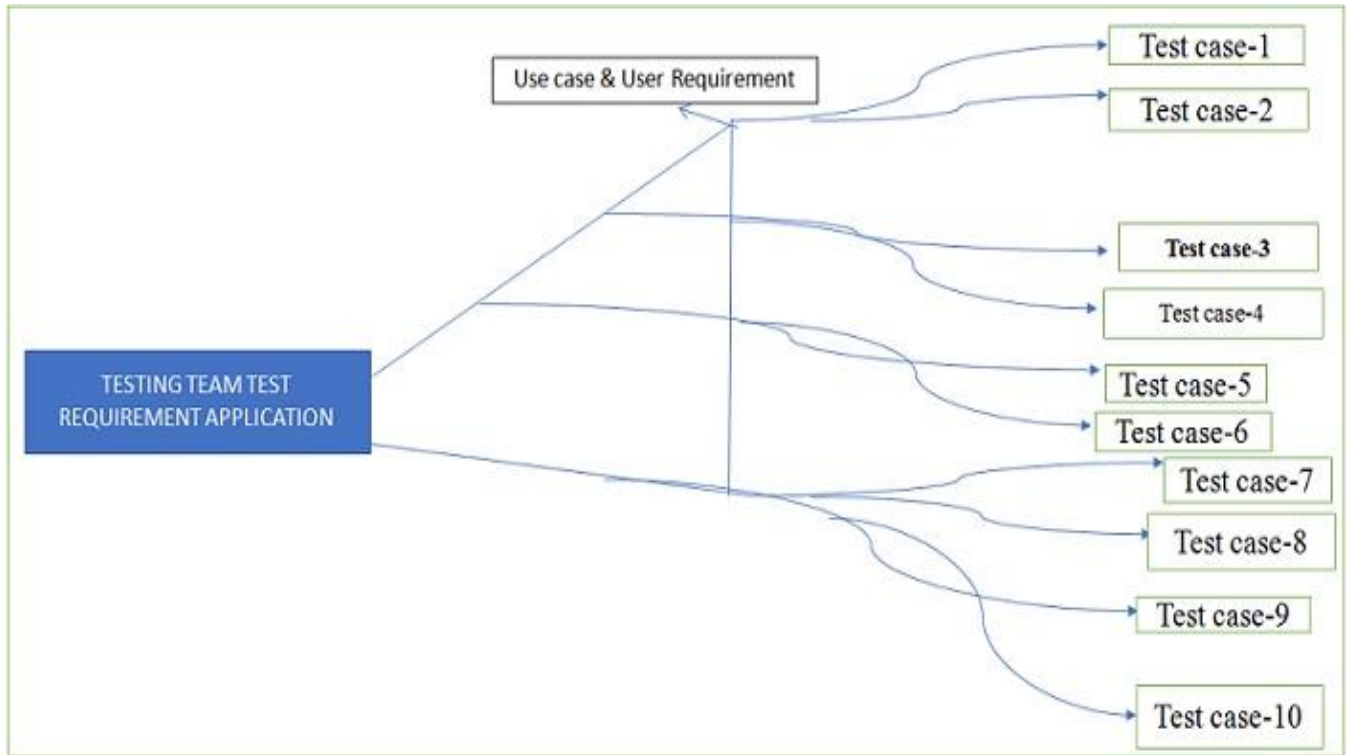 Use case & User Requirement
Test case-1
Test case-2
Test case-3
Test case-4
TESTING TEAM TEST
REQUIREMENT APPLICATION
Test case-5
Test case-6
Test case-7
Test case-8
Test case-9
Test case-10